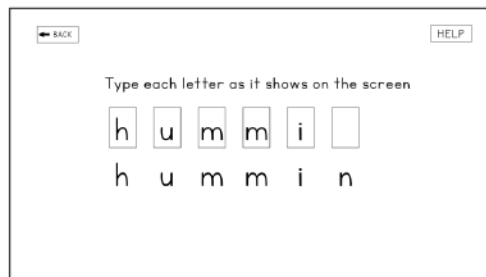 BACK
HELP
Type each letter as it shows on the screen
h u m m i
h u m m i n